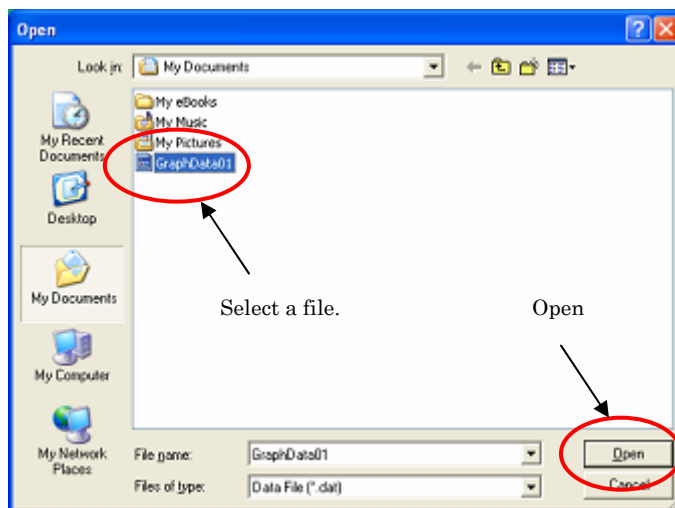 Open
Look in:
My Documents
My eBooks
My Music
My Pictures
GraphData01
My Recent
Documents
Desktop
My Documents
My Computer
My Network
Places
Select a file.
Open
File name:
GraphData01
Open
Files of type:
Data File (*.dat)
Cancel